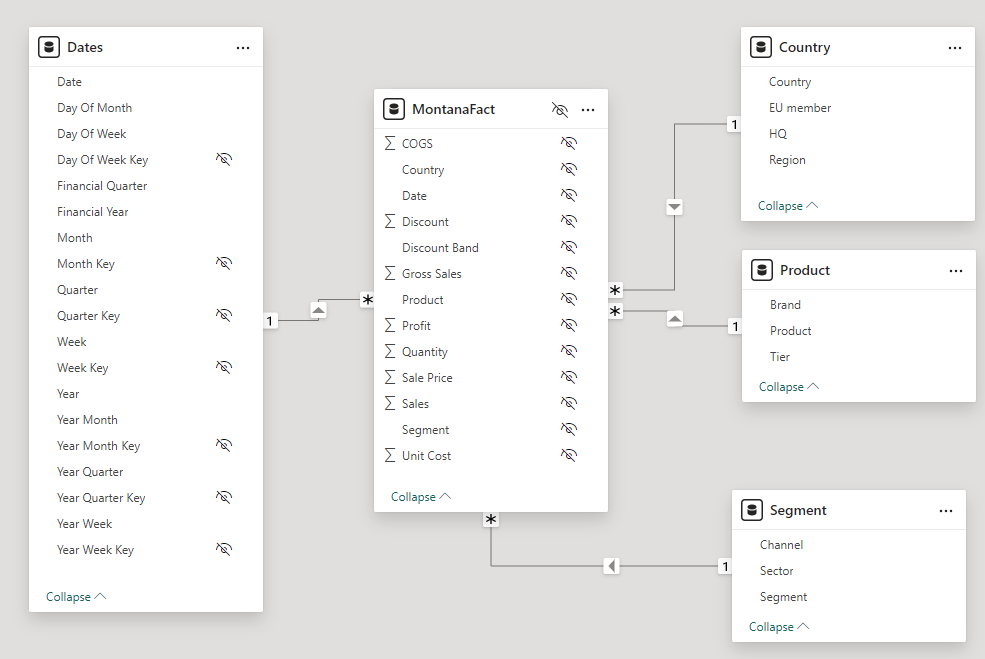 Dates
Date
Day Of Month
Day Of Week
Day Of Week Key
Financial Quarter
Financial Year
Month
Month Key
Quarter
Quarter Key
Week
Week Key
Year
Year Month
Year Month Key
Year Quarter
Year Quarter Key
Year Week
Year Week Key
Collapse
1
*
MontanaFact
Σ COGS
Country
Date
Σ Discount
Discount Band
Σ Gross Sales
Product
Σ Profit
Σ Quantity
Σ Sale Price
Σ Sales
Segment
Σ Unit Cost
Collapse
*
*
*
1
Country
Country
EU member
HQ
Region
Collapse
1
Product
Brand
Product
Tier
Collapse
1
Segment
Channel
Sector
Segment
Collapse